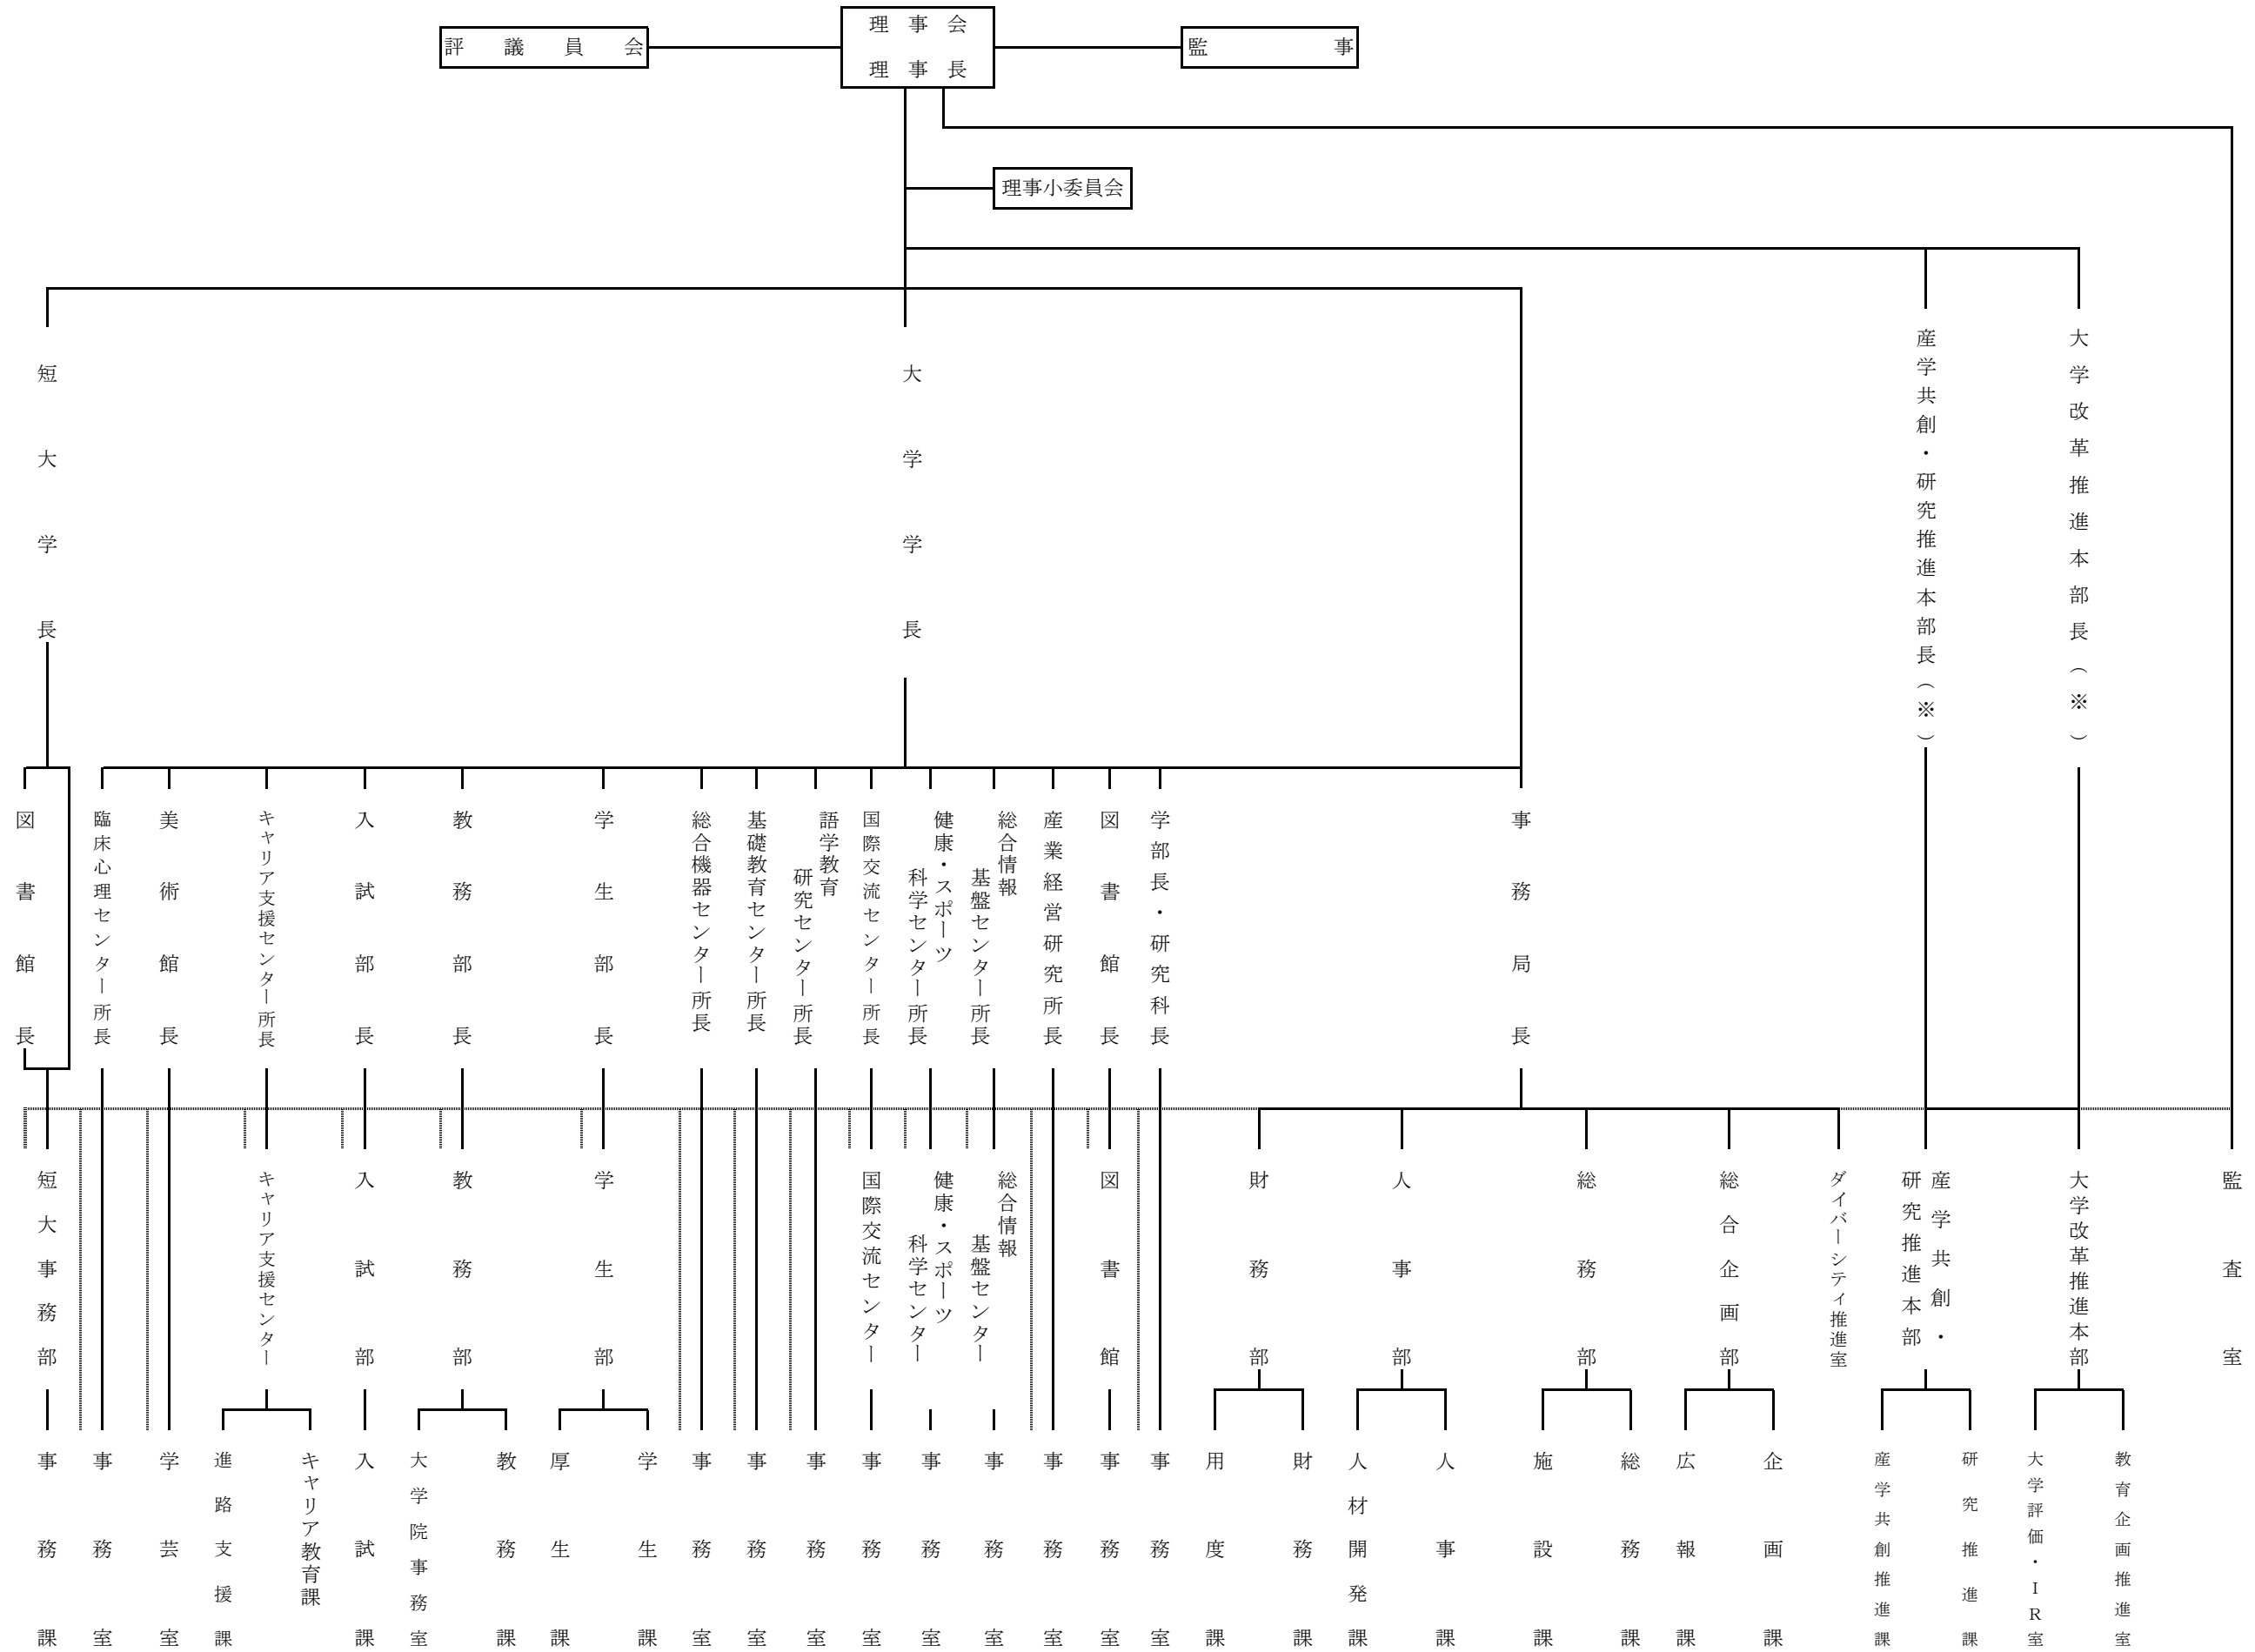 評議員会
理事会
理事長
監事
理事小委員会
短大学長
大学長
産学共創・研究推進本部長（※）
大学改革推進本部長（※）
図書館長
臨床心理センター所長
美術館長
キャリア支援センター所長
入試部長
教務部長
学生部長
総合機器センター所長
基礎教育センター所長
語学教育
研究センター所長
国際交流センター所長
健康・スポーツ
科学センター所長
総合情報
基盤センター所長
産業経営研究所長
図書館長
学部長・研究科長
事務局長
短大事務部
キャリア支援センター
入試部
教務部
学生部
国際交流センター
健康・スポーツ
科学センター
総合情報
基盤センター
図書館
財務部
人事部
総務部
総合企画部
ダイバーシティ推進室
産学共創・
研究推進本部
大学改革推進本部
監査室
事務課
事務室
学芸室
進路支援課
キャリア教育課
入試課
大学院事務室
教務課
厚生課
学生課
事務室
事務室
事務室
事務室
事務室
事務室
事務室
事務室
事務室
用度課
財務課
人材開発課
人事課
施設課
総務課
広報課
企画課
産学共創推進課
研究推進課
大学評価・IR室
教育企画推進室